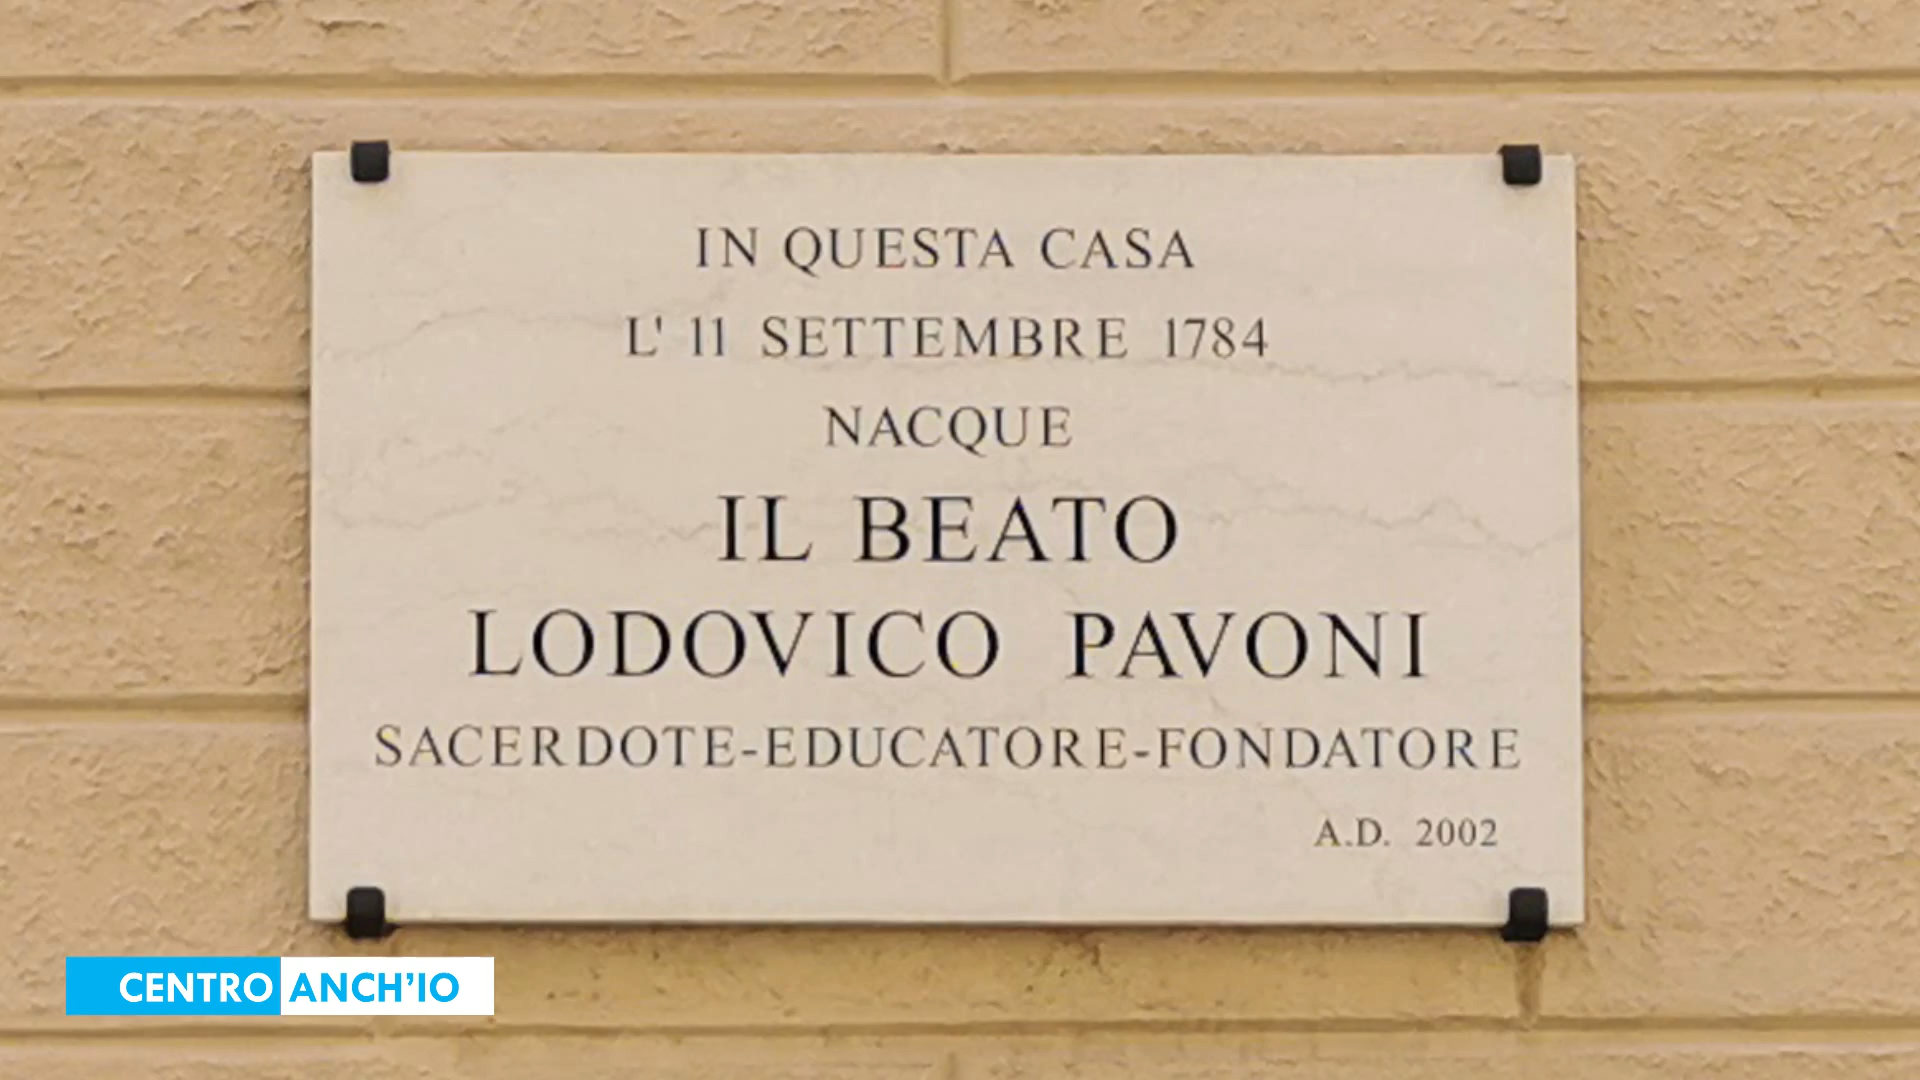 IN QUESTA CASA
L' 11 SETTEMBRE 1784
NACQUE
IL BEATO
LODOVICO PAVONI
SACERDOTE-EDUCATORE-FONDATORE
A.D. 2002
CENTRO ANCH'IO